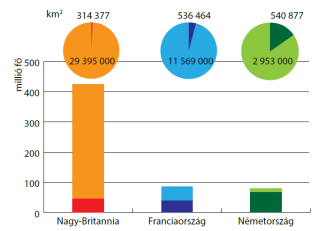 km²
314 377
536 464
540 877
29 395 000
11 569 000
2 953 000
millió fő
500
400
300
200
100
0
Nagy-Britannia
Franciaország
Németország